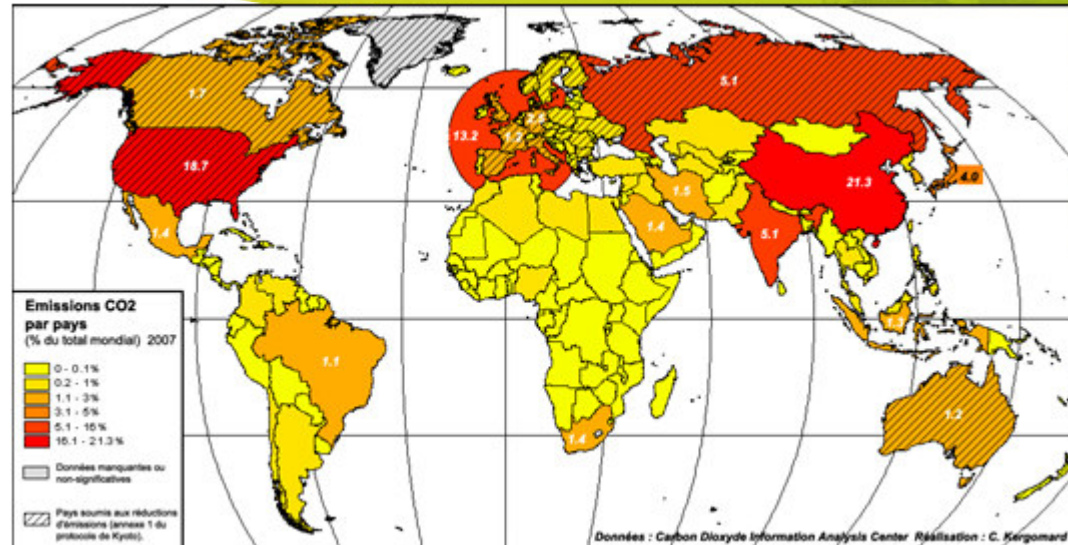 1.7
5.1
13.2
1.2
18.7
4.0
21.3
1.5
1.4
1.4
5.1
Emissions CO2
par pays
(% du total mondial) 2007
0 - 0.1%
0.2 - 1%
1.1 - 3%
3.1 - 5%
5.1 - 16%
16.1 - 21.3%
Données manquantes ou
non-significatives
Pays soumis aux réductions
d'émissions (annexe 1 du
protocole de Kyoto).
1.1
1.4
1.2
Données : Carbon Dioxyde Information Analysis Center Réalisation : C. Kergomard